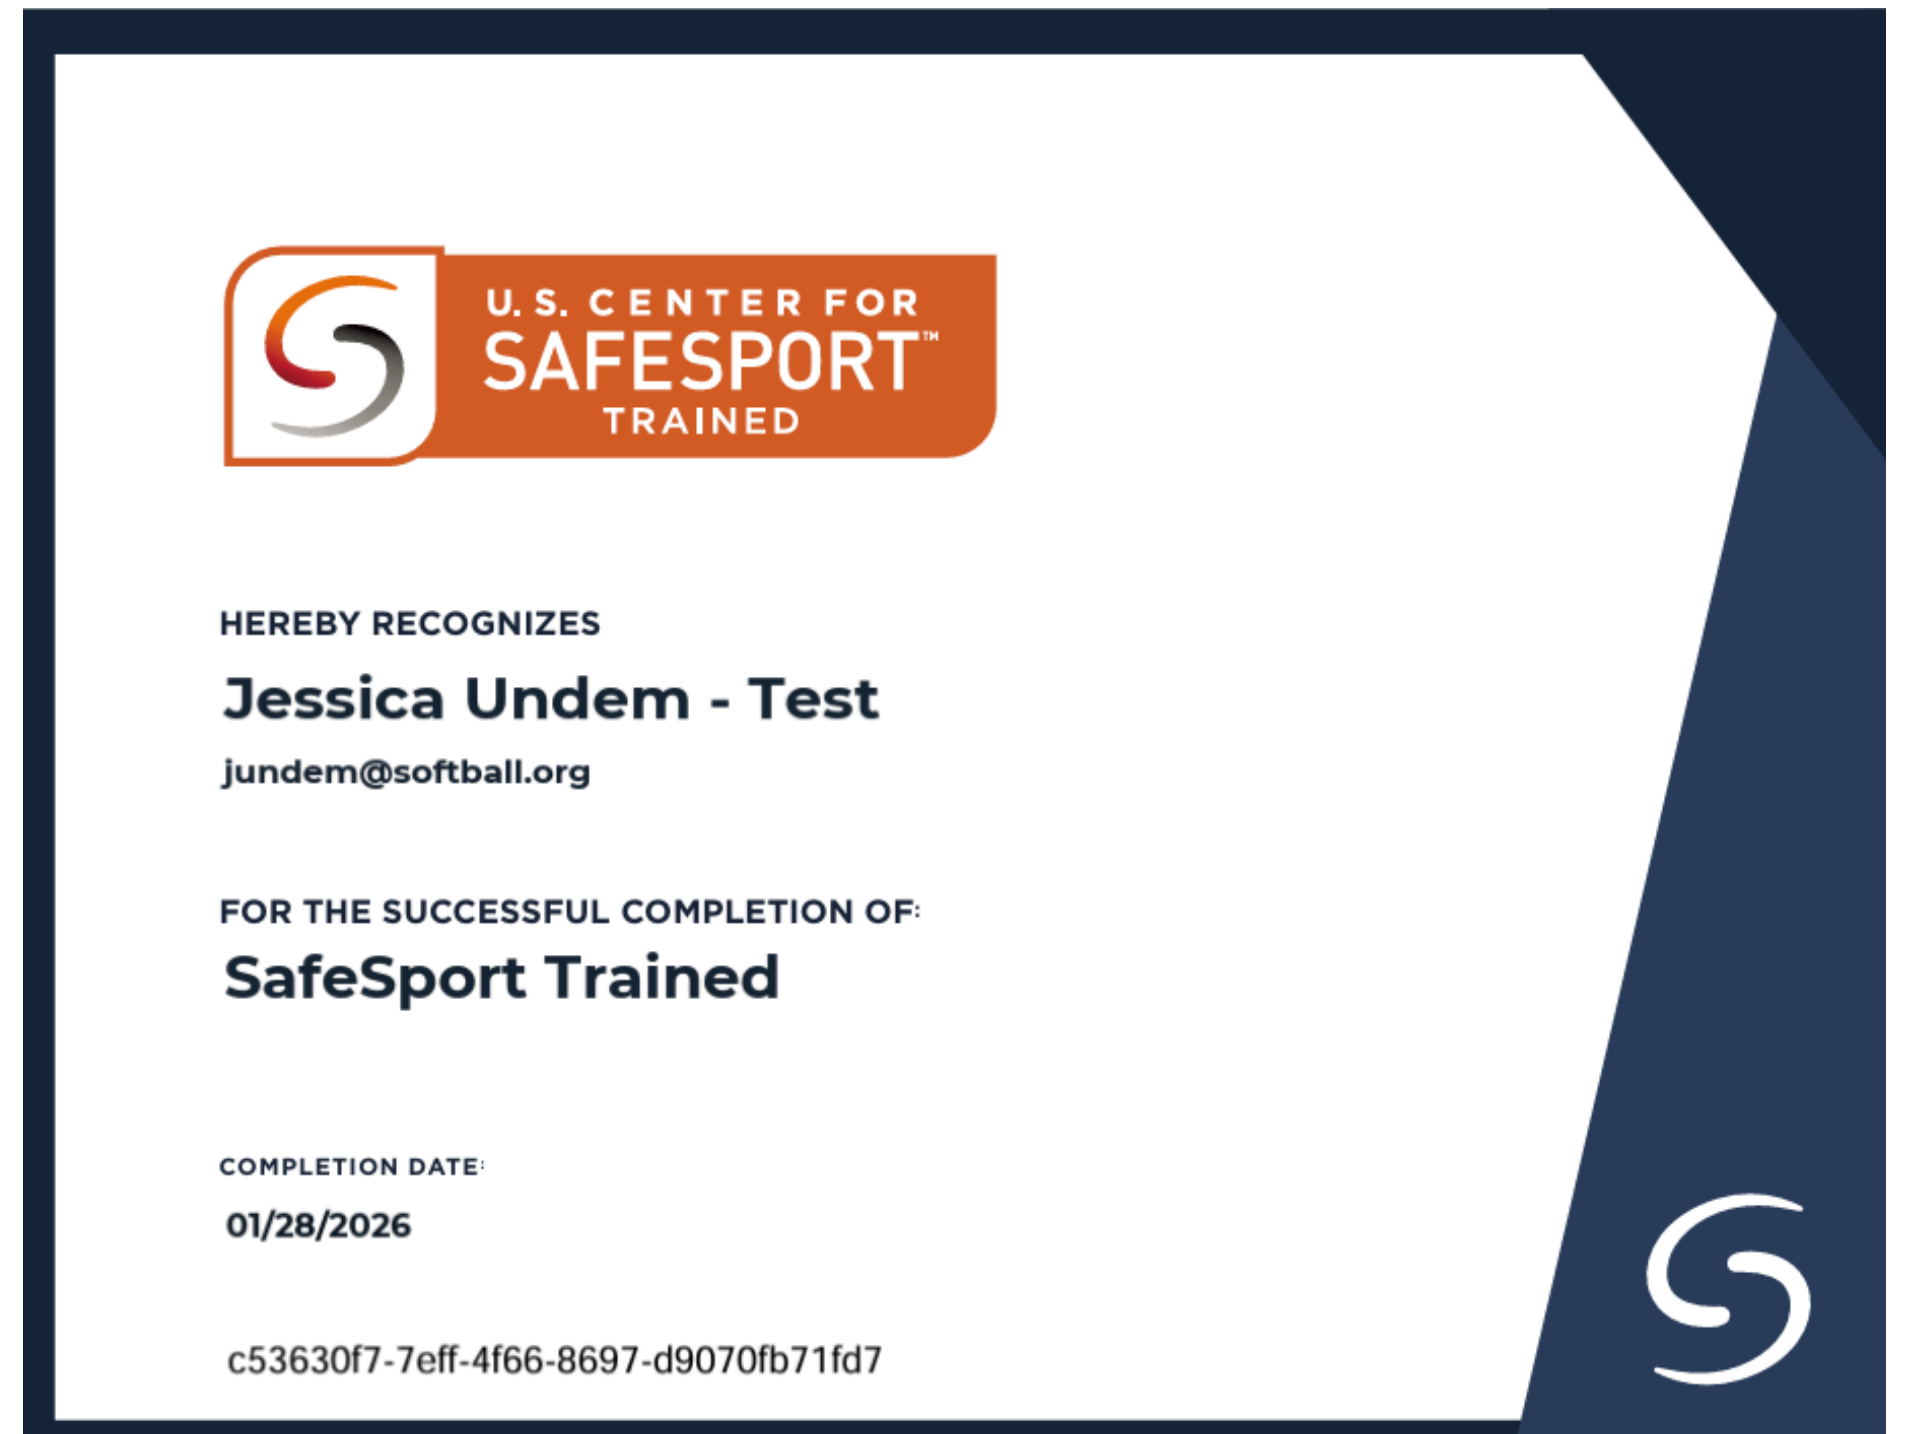 U.S. CENTER FOR
SAFESPORT™
TRAINED
HEREBY RECOGNIZES
Jessica Undem - Test
jundem@softball.org
FOR THE SUCCESSFUL COMPLETION OF:
SafeSport Trained
COMPLETION DATE:
01/28/2026
c53630f7-7eff-4f66-8697-d9070fb71fd7